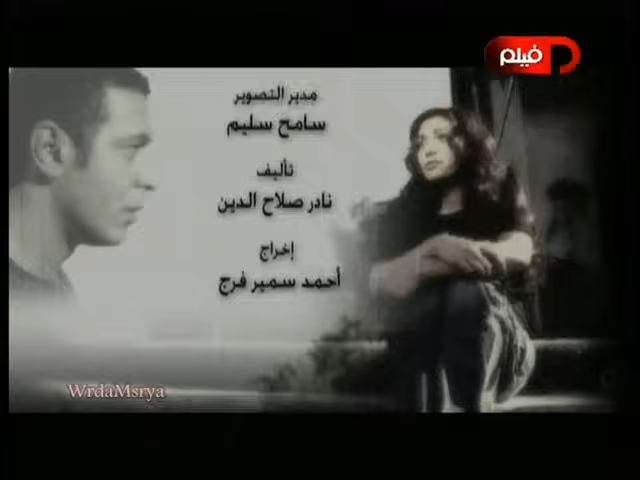 فيلم
مدير التصوير
سامح سليم
تأليف
نادر صلاح الدين
إخراج
أحمد سمير فرج
WrdaMsrya